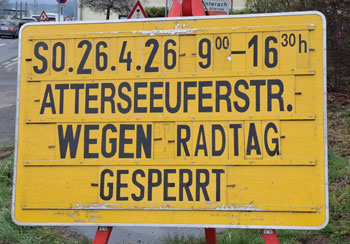 SO.26.4.26 9⁰⁰-16³⁰h
ATTERSEEUFERSTR.
WEGEN RADTAG
GESPERRT